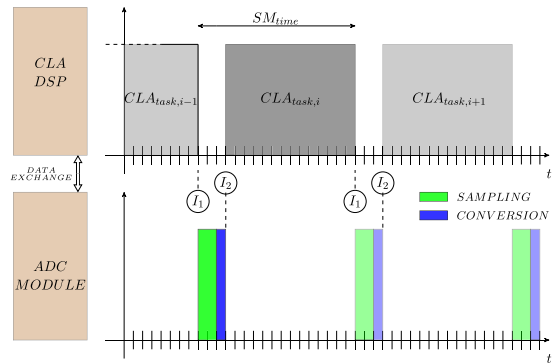 SM_time
CLA
DSP
CLA_task,i−1
CLA_task,i
CLA_task,i+1
t
DATA
EXCHANGE
I_1
I_2
I_1
I_2
SAMPLING
CONVERSION
ADC
MODULE
t